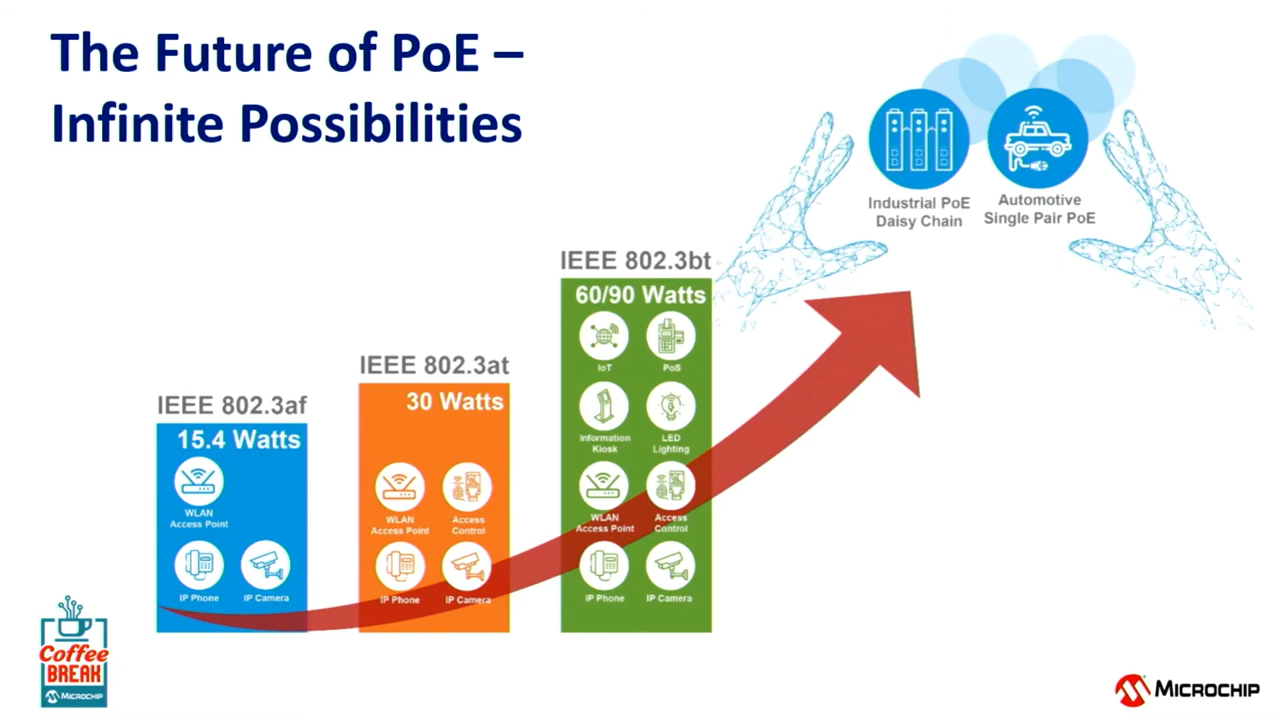 The Future of PoE –
Infinite Possibilities
Industrial PoE
Daisy Chain
Automotive
Single Pair PoE
IEEE 802.3af
15.4 Watts
WLAN
Access Point
IP Phone
IP Camera
IEEE 802.3at
30 Watts
WLAN
Access Point
Access
Control
IP Phone
IP Camera
IEEE 802.3bt
60/90 Watts
IoT
PoS
Information
Kiosk
LED
Lighting
WLAN
Access Point
Access
Control
IP Phone
IP Camera
Coffee
BREAK
MICROCHIP
MICROCHIP